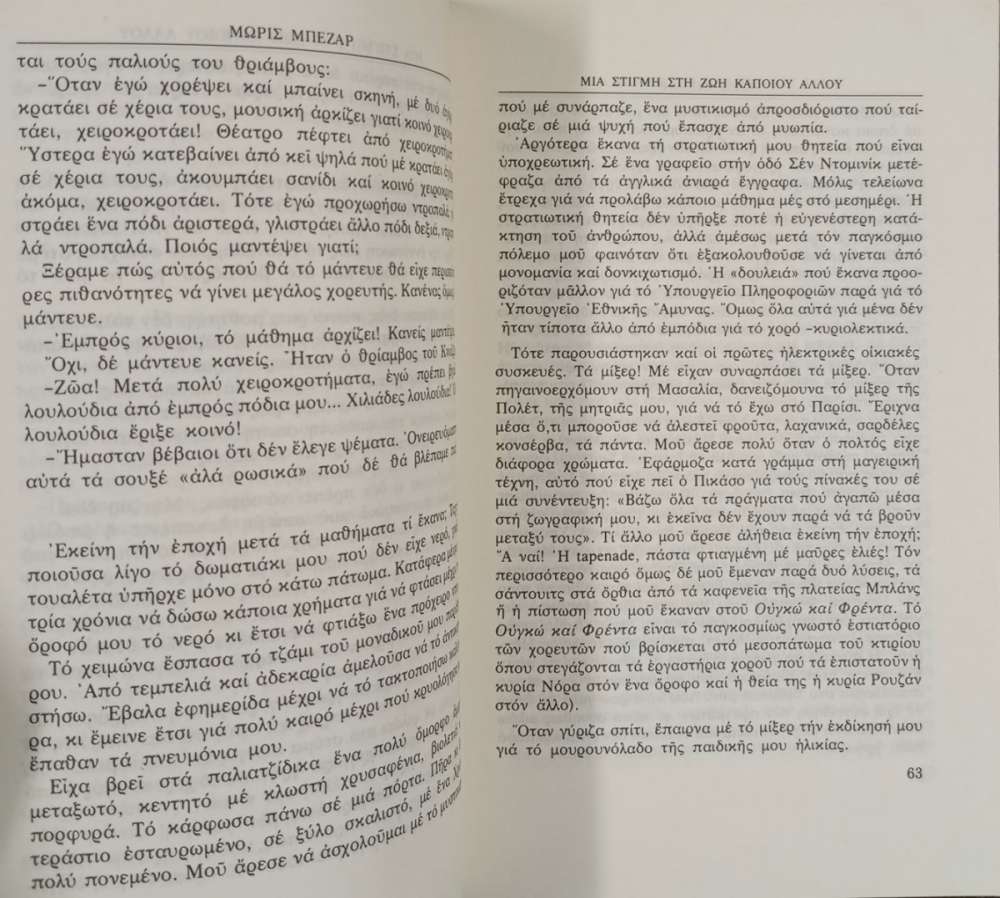 ΜΩΡΙΣ ΜΠΕΖΑΡ
ται τούς παλιούς του θριάμβους:
–Ὅταν ἐγώ χορέψει καί μπαίνει σκηνή, μέ δυό
κρατάει σέ χέρια τους, μουσική ἀρκίζει γιατί κοινό
τάει, χειροκροτάει! Θέατρο πέφτει ἀπό
Ὕστερα ἐγώ κατεβαίνει ἀπό κεῖ ψηλά πού μέ κρατάει
σέ χέρια τους, ἀκουμπάει σανίδι καί κοινό
ἀκόμα, χειροκροτάει. Τότε ἐγώ προχωρήσω ντροπαλά
στράει ἕνα πόδι ἀριστερά, γλιστράει ἄλλο πόδι δεξιά,
λά ντροπαλά. Ποιός μαντέψει γιατί;
Ξέραμε πώς αὐτός πού θά τό μάντευε θά εἶχε
ρες πιθανότητες νά γίνει μεγάλος χορευτής. Κανένας
μάντευε.
–Ἐμπρός κύριοι, τό μάθημα ἀρχίζει! Κανείς
Ὄχι, δέ μάντευε κανείς. Ἦταν ὁ θρίαμβος τοῦ
–Ζῶα! Μετά πολύ χειροκροτήματα, ἐγώ πρέπει
λουλούδια ἀπό ἐμπρός πόδια μου... Χιλιάδες λουλούδια!
λουλούδια ἔριξε κοινό!
–Ἤμασταν βέβαιοι ὅτι δέν ἔλεγε ψέματα.
αὐτά τά σουξέ «ἀλά ρωσικά» πού δέ θά βλέπαμε
Ἐκείνη τήν ἐποχή μετά τά μαθήματα τί ἔκανα;
ποιοῦσα λίγο τό δωματιάκι μου πού δέν εἶχε νερό,
τουαλέτα ὑπῆρχε μόνο στό κάτω πάτωμα. Κατάφερα
τρία χρόνια νά δώσω κάποια χρήματα γιά νά φτάσει
ὄροφό μου τό νερό κι ἔτσι νά φτιάξω ἕνα πρόχειρο
Τό χειμώνα ἔσπασα τό τζάμι τοῦ μοναδικοῦ μου
ρου. Ἀπό τεμπελιά καί ἀδεκαρία ἀμελοῦσα νά τό
στήσω. Ἔβαλα ἐφημερίδα μέχρι νά τό τακτοποιήσω
ρα, κι ἔμεινε ἔτσι γιά πολύ καιρό μέχρι πού κρυολόγησα
ἔπαθαν τά πνευμόνια μου.
Εἶχα βρεῖ στά παλιατζίδικα ἕνα πολύ ὄμορφο
μεταξωτό, κεντητό μέ κλωστή χρυσαφένια,
πορφυρά. Τό κάρφωσα πάνω σέ μιά πόρτα. Πῆρα
τεράστιο ἐσταυρωμένο, σέ ξύλο σκαλιστό, μέ ἕνα
πολύ πονεμένο. Μοῦ ἄρεσε νά ἀσχολοῦμαι μέ τό
ΜΙΑ ΣΤΙΓΜΗ ΣΤΗ ΖΩΗ ΚΑΠΟΙΟΥ ΑΛΛΟΥ
πού μέ συνάρπαζε, ἕνα μυστικισμό ἀπροσδιόριστο πού ταί-
ριαζε σέ μιά ψυχή πού ἔπασχε ἀπό μυωπία.
Ἀργότερα ἔκανα τή στρατιωτική μου θητεία πού εἶναι
ὑποχρεωτική. Σέ ἕνα γραφεῖο στήν ὁδό Σέν Ντομινίκ μετέ-
φραζα ἀπό τά ἀγγλικά ἀνιαρά ἔγγραφα. Μόλις τελείωνα
ἔτρεχα γιά νά προλάβω κάποιο μάθημα μές στό μεσημέρι. Ἡ
στρατιωτική θητεία δέν ὑπῆρξε ποτέ ἡ εὐγενέστερη κατά-
κτηση τοῦ ἀνθρώπου, ἀλλά ἀμέσως μετά τόν παγκόσμιο
πόλεμο μοῦ φαινόταν ὅτι ἐξακολουθοῦσε νά γίνεται ἀπό
μονομανία καί δονκιχωτισμό. Ἡ «δουλειά» πού ἔκανα προο-
ριζόταν μᾶλλον γιά τό Ὑπουργεῖο Πληροφοριῶν παρά γιά τό
Ὑπουργεῖο Ἐθνικῆς Ἄμυνας. Ὅμως ὅλα αὐτά γιά μένα δέν
ἦταν τίποτα ἄλλο ἀπό ἐμπόδια γιά τό χορό –κυριολεκτικά.
Τότε παρουσιάστηκαν καί οἱ πρῶτες ἠλεκτρικές οἰκιακές
συσκευές. Τά μίξερ! Μέ εἶχαν συναρπάσει τά μίξερ. Ὅταν
πηγαινοερχόμουν στή Μασαλία, δανειζόμουνα τό μίξερ τῆς
Πολέτ, τῆς μητριᾶς μου, γιά νά τό ἔχω στό Παρίσι. Ἔριχνα
μέσα ὅ,τι μποροῦσε νά ἀλεστεί φροῦτα, λαχανικά, σαρδέλες
κονσέρβα, τά πάντα. Μοῦ ἄρεσε πολύ ὅταν ὁ πολτός εἶχε
διάφορα χρώματα. Ἐφάρμοζα κατά γράμμα στή μαγειρική
τέχνη, αὐτό πού εἶχε πεῖ ὁ Πικάσο γιά τούς πίνακές του σέ
μιά συνέντευξη: «Βάζω ὅλα τά πράγματα πού ἀγαπῶ μέσα
στή ζωγραφική μου, κι ἐκεῖνα δέν ἔχουν παρά νά τά βροῦν
μεταξύ τους». Τί ἄλλο μοῦ ἄρεσε ἀλήθεια ἐκείνη τήν ἐποχή;
Ἄ ναί! Ἡ tapenade, πάστα φτιαγμένη μέ μαῦρες ἐλιές! Τόν
περισσότερο καιρό ὅμως δέ μοῦ ἔμεναν παρά δυό λύσεις, τά
σάντουιτς στά ὄρθια ἀπό τά καφενεῖα τῆς πλατείας Μπλάνς
ἤ ἡ πίστωση πού μοῦ ἔκαναν στοῦ Οὑγκώ καί Φρέντα. Τό
Οὑγκώ καί Φρέντα εἶναι τό παγκοσμίως γνωστό ἑστιατόριο
τῶν χορευτῶν πού βρίσκεται στό μεσοπάτωμα τοῦ κτιρίου
ὅπου στεγάζονται τά ἐργαστήρια χοροῦ πού τά ἐπιστατοῦν ἡ
κυρία Νόρα στόν ἕνα ὄροφο καί ἡ θεία της ἡ κυρία Ρουζάν
στόν ἄλλο).
Ὅταν γύριζα σπίτι, ἔπαιρνα μέ τό μίξερ τήν ἐκδίκησή μου
γιά τό μουρουνόλαδο τῆς παιδικῆς μου ἡλικίας.
63